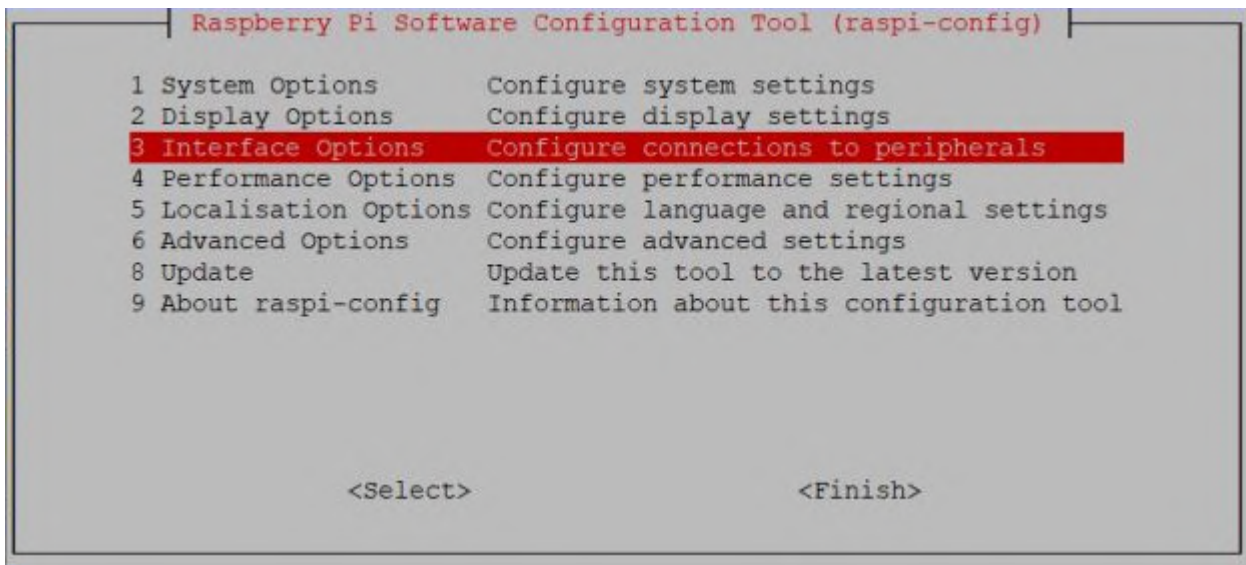 Raspberry Pi Software Configuration Tool (raspi-config)
1 System Options Configure system settings
2 Display Options Configure display settings
3 Interface Options Configure connections to peripherals
4 Performance Options Configure performance settings
5 Localisation Options Configure language and regional settings
6 Advanced Options Configure advanced settings
8 Update Update this tool to the latest version
9 About raspi-config Information about this configuration tool
<Select> <Finish>